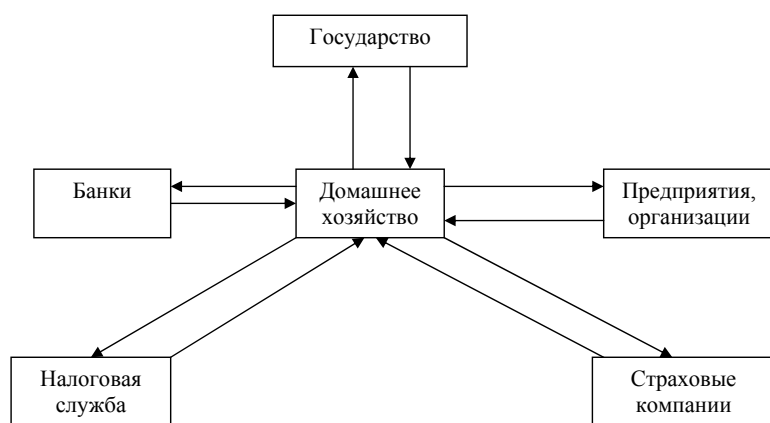 Государство
Банки
Домашнее
хозяйство
Предприятия,
организации
Налоговая
служба
Страховые
компании